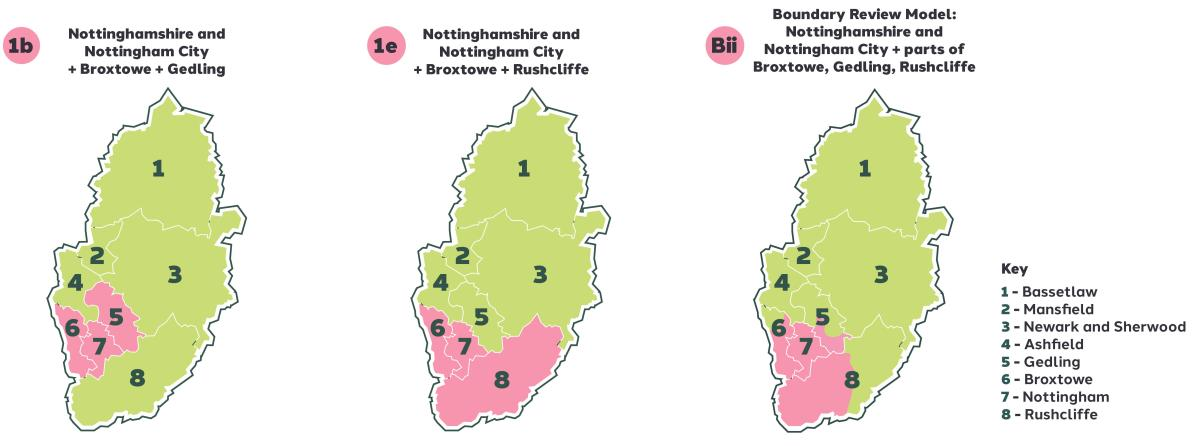 1b
Nottinghamshire and
Nottingham City
+ Broxtowe + Gedling
1
2
3
4
5
6
7
8
1e
Nottinghamshire and
Nottingham City
+ Broxtowe + Rushcliffe
1
2
3
4
5
6
7
8
Bii
Boundary Review Model:
Nottinghamshire and
Nottingham City + parts of
Broxtowe, Gedling, Rushcliffe
1
2
3
4
5
6
7
8
Key
1 - Bassetlaw
2 - Mansfield
3 - Newark and Sherwood
4 - Ashfield
5 - Gedling
6 - Broxtowe
7 - Nottingham
8 - Rushcliffe